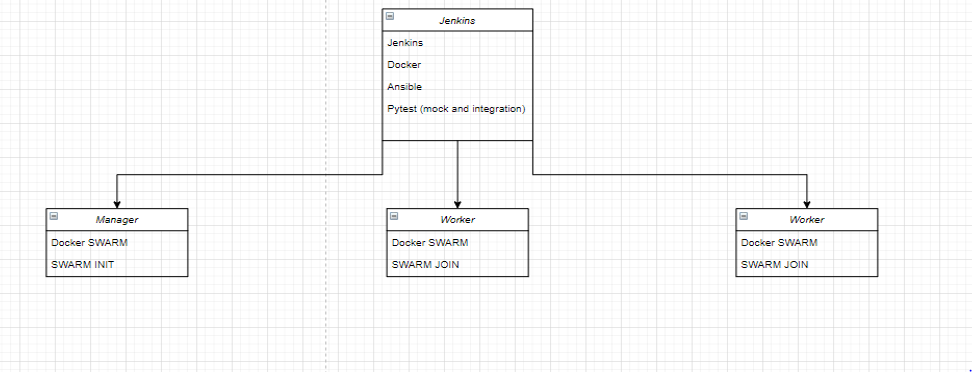 Jenkins
Jenkins
Docker
Ansible
Pytest (mock and integration)
Manager
Docker SWARM
SWARM INIT
Worker
Docker SWARM
SWARM JOIN
Worker
Docker SWARM
SWARM JOIN